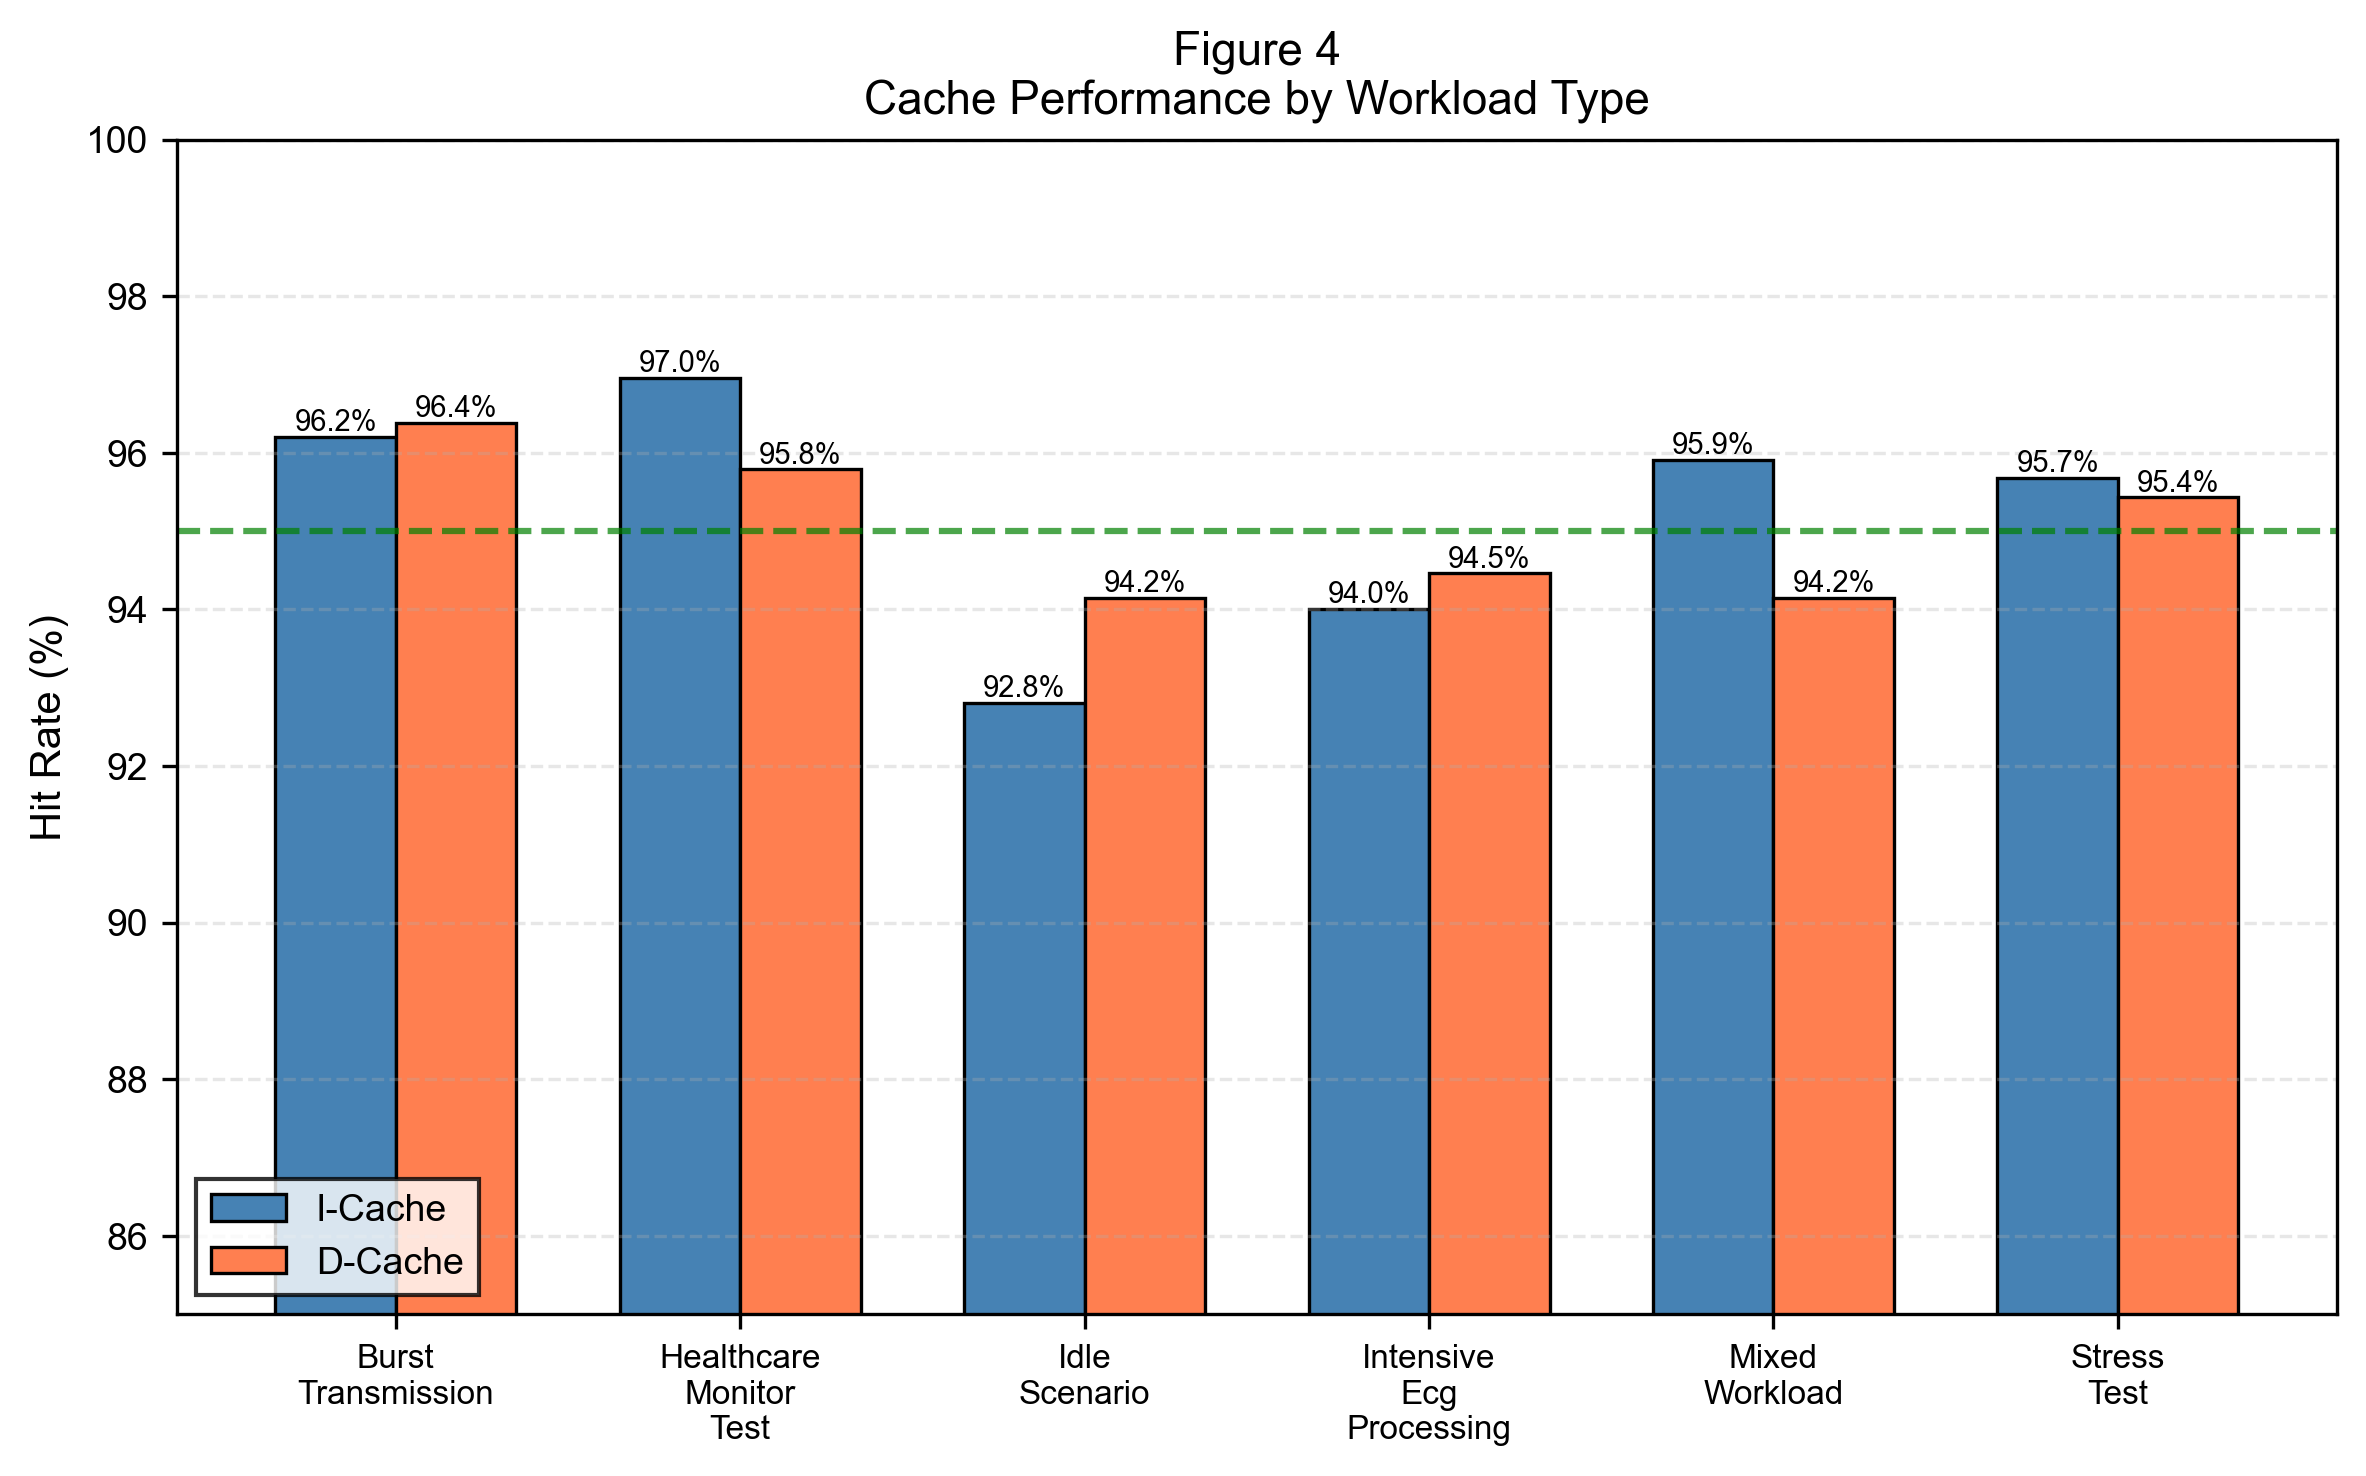 Figure 4
Cache Performance by Workload Type
Hit Rate (%)
100
98
96
94
92
90
88
86
96.2%
96.4%
97.0%
95.8%
92.8%
94.2%
94.0%
94.5%
95.9%
94.2%
95.7%
95.4%
I-Cache
D-Cache
Burst
Transmission
Healthcare
Monitor
Test
Idle
Scenario
Intensive
Ecg
Processing
Mixed
Workload
Stress
Test